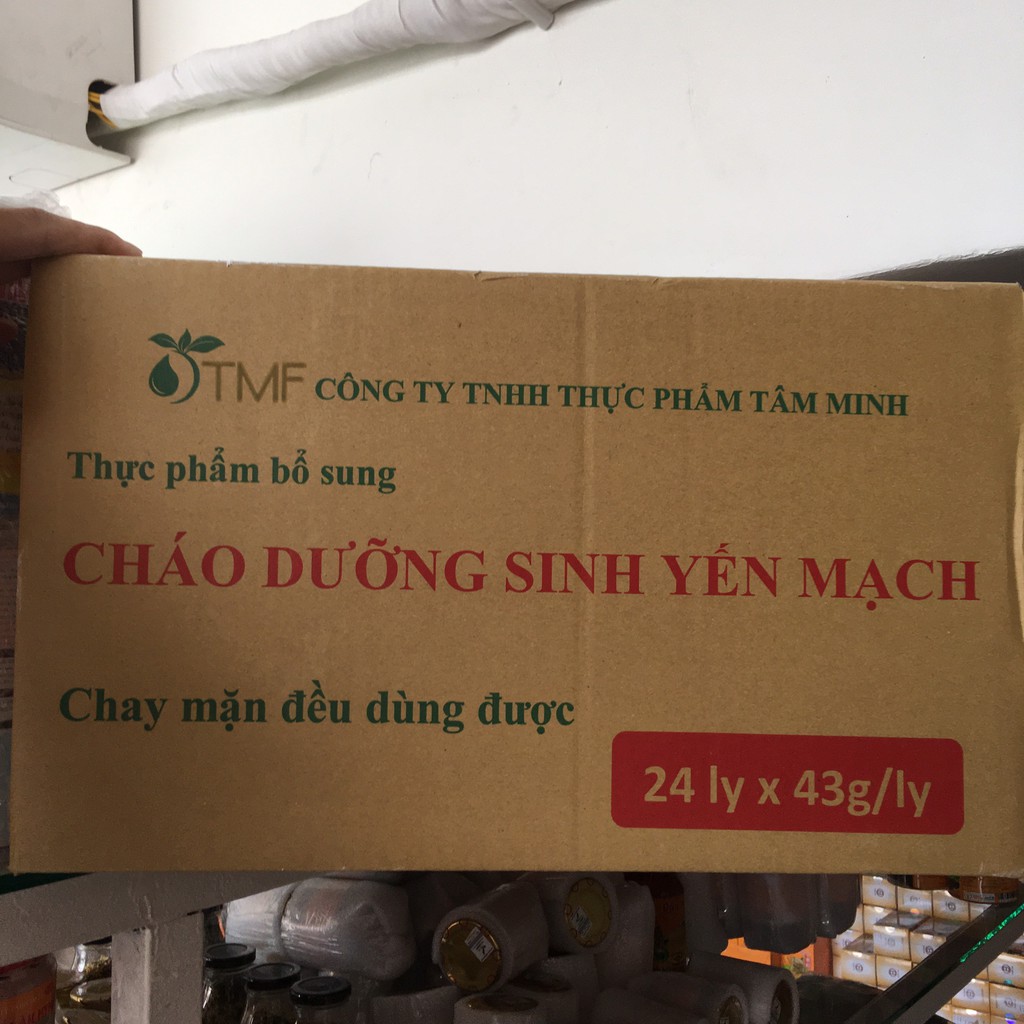 TMF CÔNG TY TNHH THỰC PHẨM TÂM MINH
Thực phẩm bổ sung
CHÁO DƯỠNG SINH YẾN MẠCH
Chay mặn đều dùng được
24 ly x 43g/ly